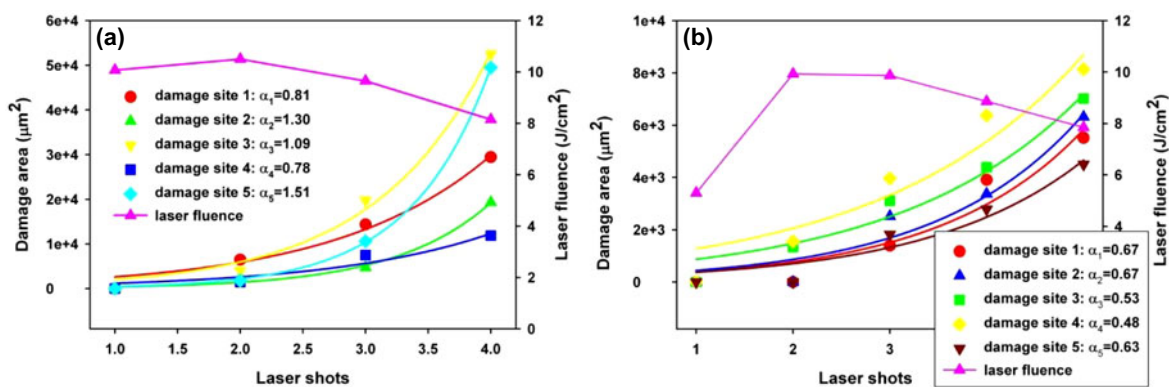 (a)
6e+4
5e+4
4e+4
3e+4
2e+4
1e+4
0
Damage area (μm²)
12
10
8
6
4
2
0
Laser fluence (J/cm²)
damage site 1: α₁=0.81
damage site 2: α₂=1.30
damage site 3: α₃=1.09
damage site 4: α₄=0.78
damage site 5: α₅=1.51
laser fluence
1.0 1.5 2.0 2.5 3.0 3.5 4.0
Laser shots
(b)
1e+4
8e+3
6e+3
4e+3
2e+3
0
Damage area (μm²)
12
10
8
6
4
Laser fluence (J/cm²)
damage site 1: α₁=0.67
damage site 2: α₂=0.67
damage site 3: α₃=0.53
damage site 4: α₄=0.48
damage site 5: α₅=0.63
laser fluence
1 2 3
Laser shots